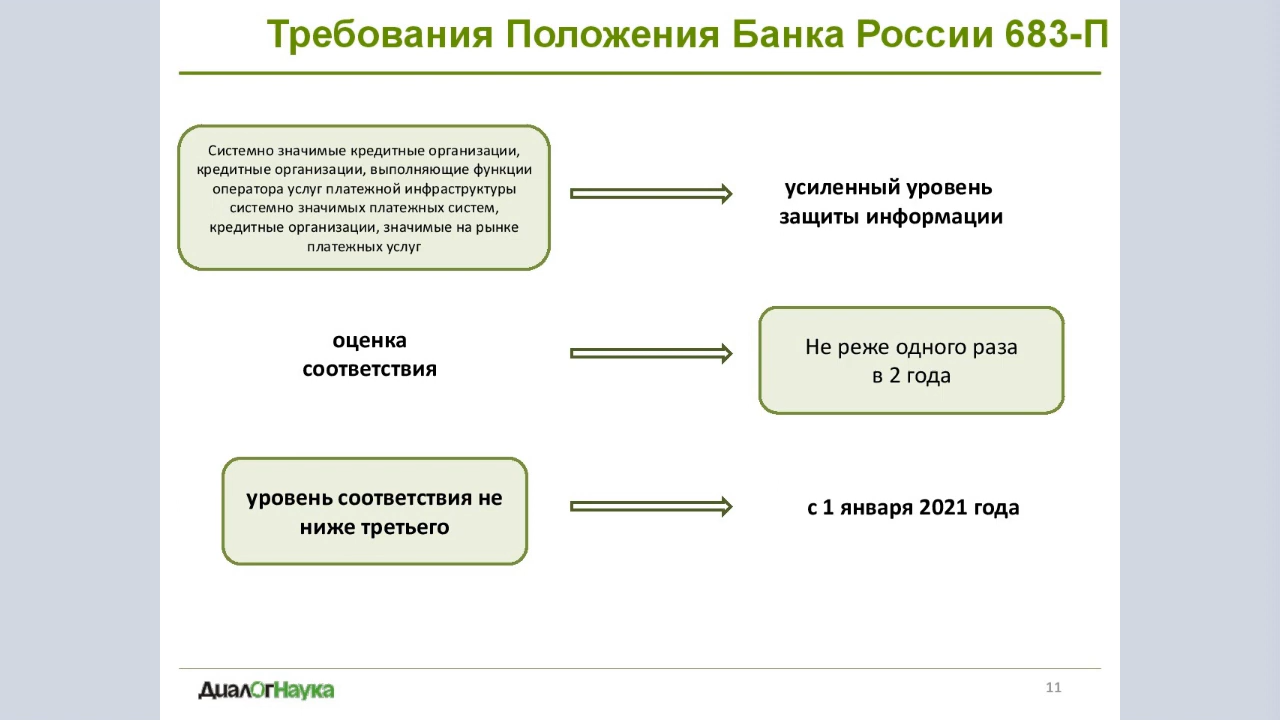 Требования Положения Банка России 683-П
Системно значимые кредитные организации,
кредитные организации, выполняющие функции
оператора услуг платежной инфраструктуры
системно значимых платежных систем,
кредитные организации, значимые на рынке
платежных услуг
усиленный уровень
защиты информации
оценка
соответствия
Не реже одного раза
в 2 года
уровень соответствия не
ниже третьего
с 1 января 2021 года
ДиалОгНаука
11